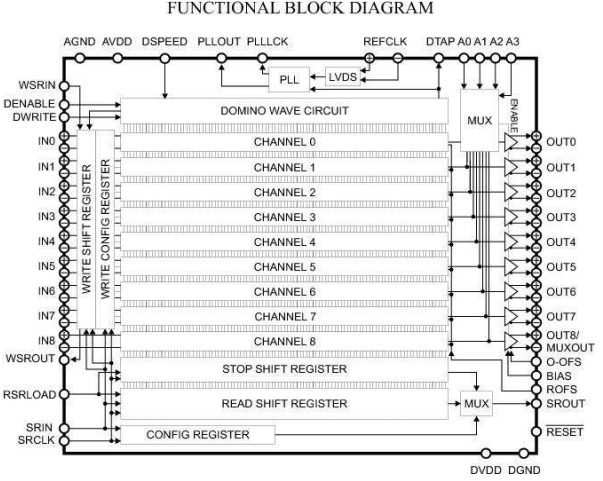 FUNCTIONAL BLOCK DIAGRAM
AGND AVDD DSPEED PLLOUT PLLLCK REFCLK DTAP A0 A1 A2 A3
WSRIN
DENABLE
DWRITE
IN0
IN1
IN2
IN3
IN4
IN5
IN6
IN7
IN8
WSROUT
RSRLOAD
SRIN
SRCLK
WRITE SHIFT REGISTER
WRITE CONFIG REGISTER
PLL
LVDS
DOMINO WAVE CIRCUIT
CHANNEL 0
CHANNEL 1
CHANNEL 2
CHANNEL 3
CHANNEL 4
CHANNEL 5
CHANNEL 6
CHANNEL 7
CHANNEL 8
STOP SHIFT REGISTER
READ SHIFT REGISTER
CONFIG REGISTER
MUX
ENABLE
MUX
OUT0
OUT1
OUT2
OUT3
OUT4
OUT5
OUT6
OUT7
OUT8/
MUXOUT
O-OFS
BIAS
ROFS
SROUT
RESET
DVDD DGND